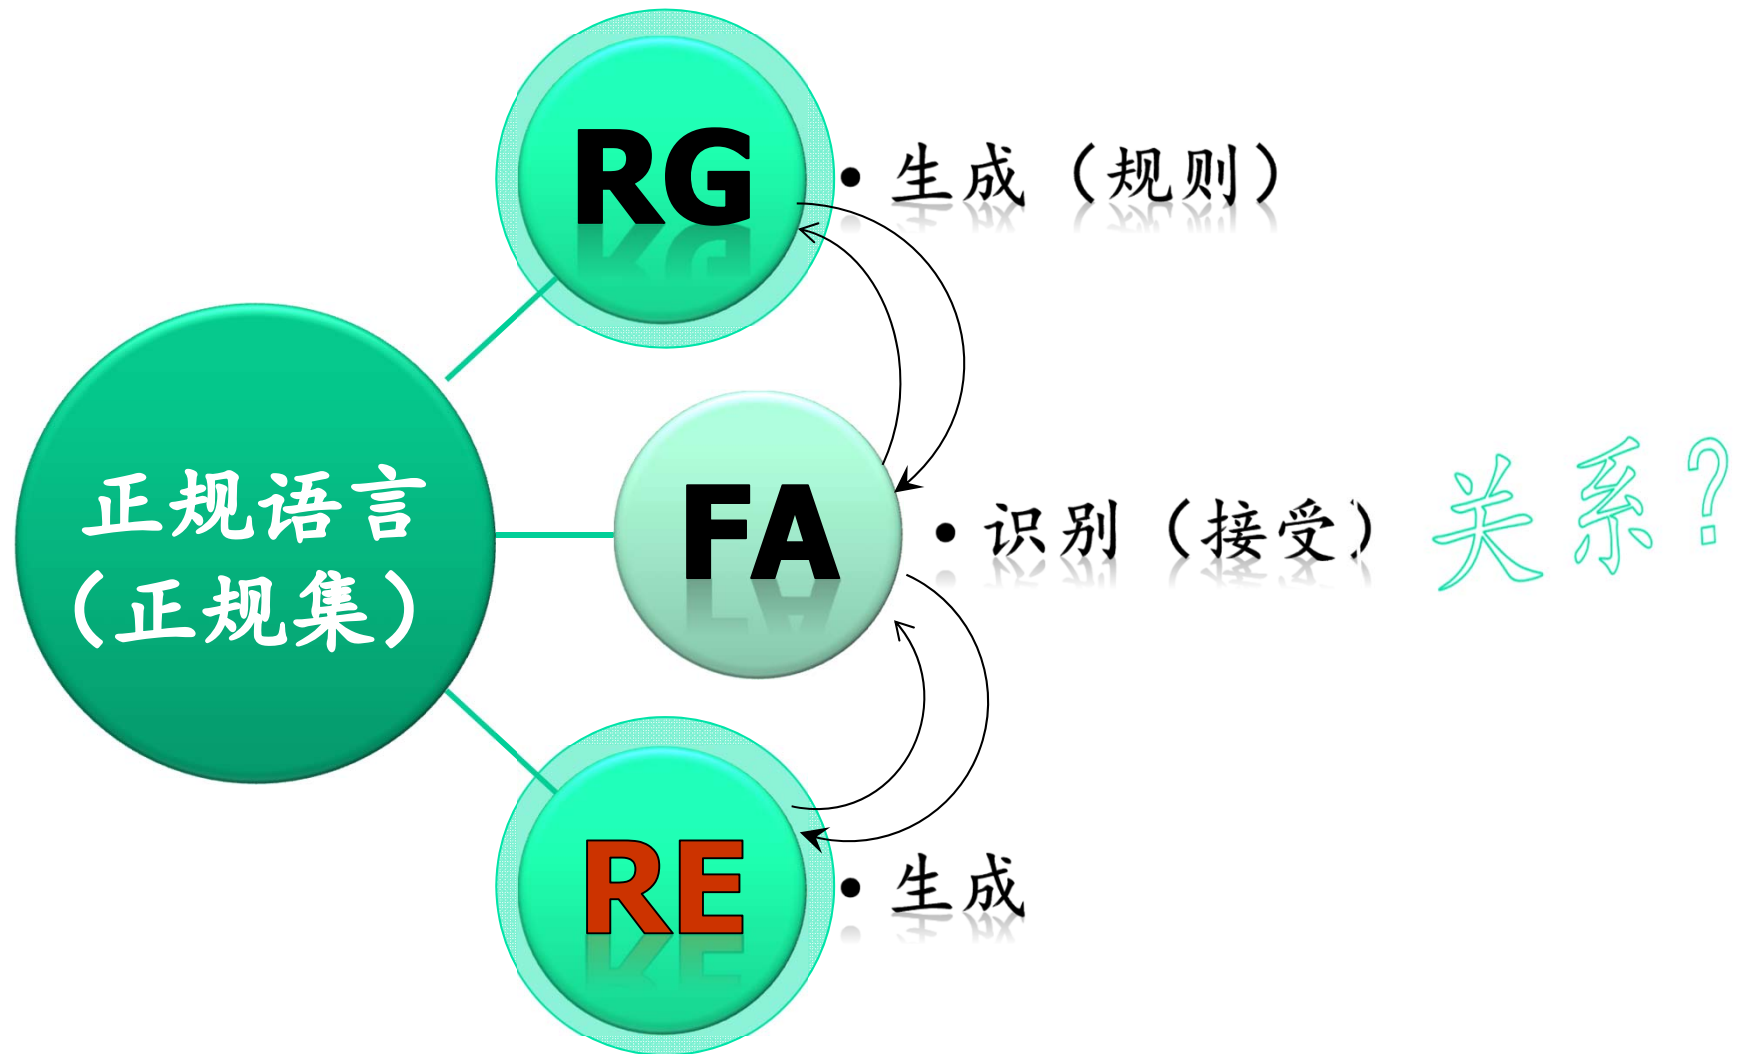 RG
• 生成（规则）
正规语言
（正规集）
FA
• 识别（接受）
关系？
RE
• 生成